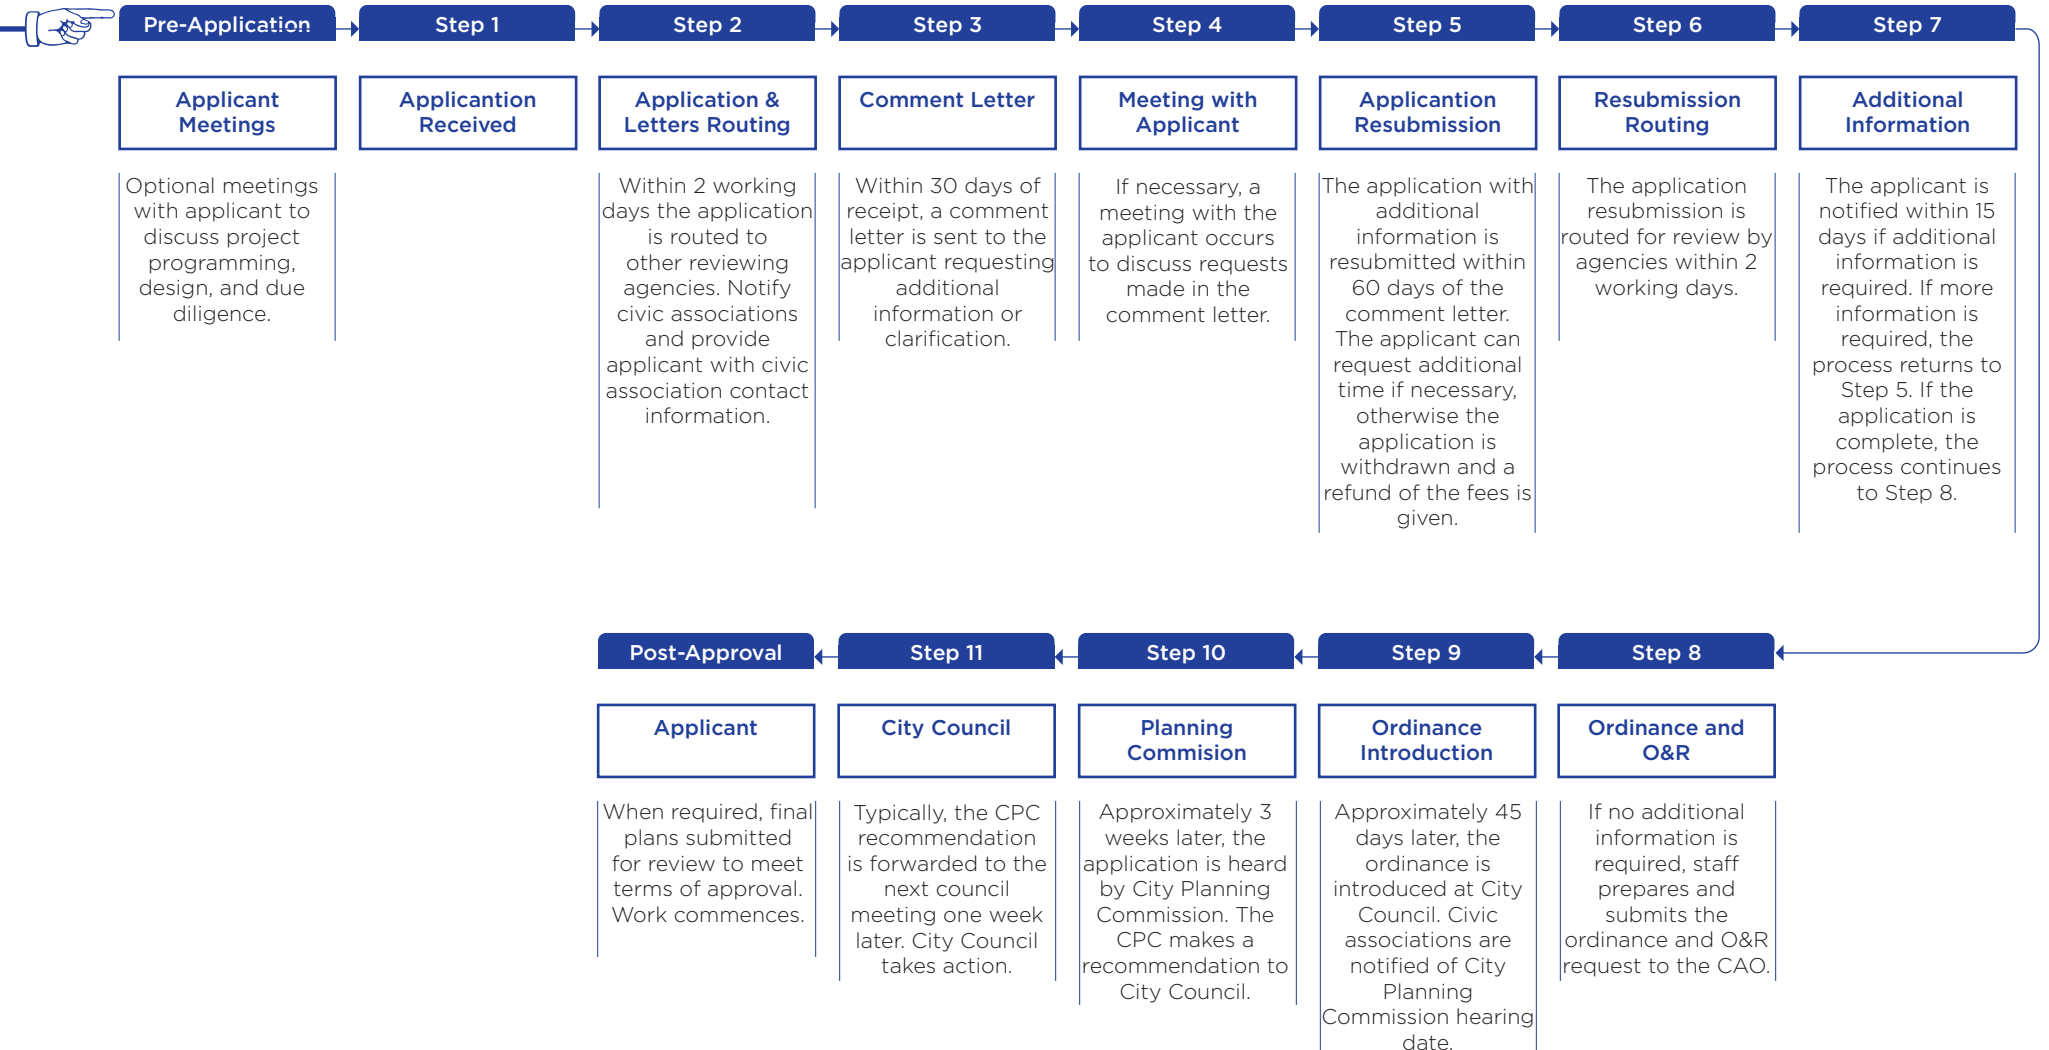 Pre-Application
Step 1
Step 2
Step 3
Step 4
Step 5
Step 6
Step 7
Applicant
Meetings
Applicantion
Received
Application &
Letters Routing
Comment Letter
Meeting with
Applicant
Applicantion
Resubmission
Resubmission
Routing
Additional
Information
Optional meetings
with applicant to
discuss project
programming,
design, and due
diligence.
Within 2 working
days the application
is routed to
other reviewing
agencies. Notify
civic associations
and provide
applicant with civic
association contact
information.
Within 30 days of
receipt, a comment
letter is sent to the
applicant requesting
additional
information or
clarification.
If necessary, a
meeting with the
applicant occurs
to discuss requests
made in the
comment letter.
The application with
additional
information is
resubmitted within
60 days of the
comment letter.
The applicant can
request additional
time if necessary,
otherwise the
application is
withdrawn and a
refund of the fees is
given.
The application
resubmission is
routed for review by
agencies within 2
working days.
The applicant is
notified within 15
days if additional
information is
required. If more
information is
required, the
process returns to
Step 5. If the
application is
complete, the
process continues
to Step 8.
Post-Approval
Step 11
Step 10
Step 9
Step 8
Applicant
City Council
Planning
Commision
Ordinance
Introduction
Ordinance and
O&R
When required, final
plans submitted
for review to meet
terms of approval.
Work commences.
Typically, the CPC
recommendation
is forwarded to the
next council
meeting one week
later. City Council
takes action.
Approximately 3
weeks later, the
application is heard
by City Planning
Commission. The
CPC makes a
recommendation to
City Council.
Approximately 45
days later, the
ordinance is
introduced at City
Council. Civic
associations are
notified of City
Planning
Commission hearing
date.
If no additional
information is
required, staff
prepares and
submits the
ordinance and O&R
request to the CAO.